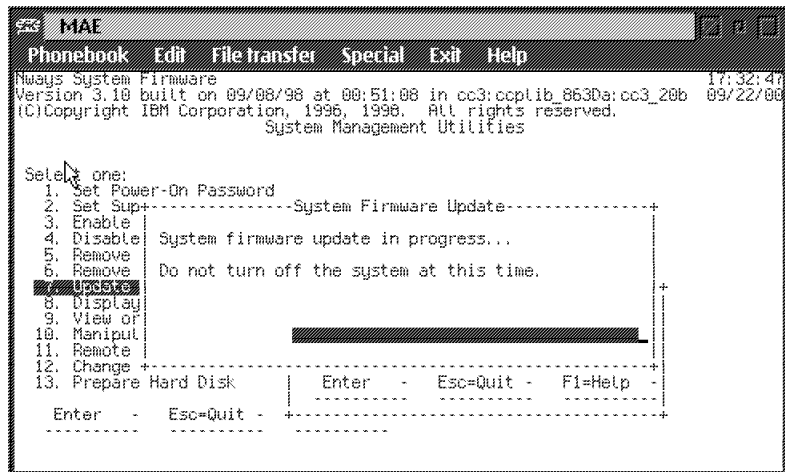 MAE
Phonebook Edit File transfer Special Exit Help
Nways System Firmware 17:32:47
Version 3.10 built on 09/08/98 at 00:51:08 in cc3:ccplib_863Da:cc3_20b 09/22/00
(C)Copyright IBM Corporation, 1996, 1998. All rights reserved.
System Management Utilities
Select one:
1. Set Power-On Password
2. Set Sup
System Firmware Update
3. Enable
4. Disable
System firmware update in progress...
5. Remove
6. Remove
Do not turn off the system at this time.
7. Update
8. Display
9. View or
10. Manipul
11. Remote
12. Change
13. Prepare Hard Disk
Enter - Esc=Quit - F1=Help -
Enter - Esc=Quit -